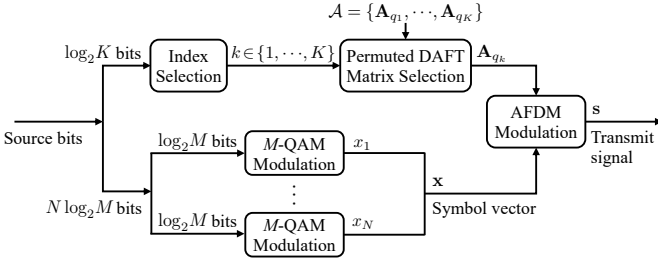 𝒜 = {𝐀_{q_1}, ⋯, 𝐀_{q_K}}
log₂K bits
Index
Selection
k ∈ {1, ⋯, K}
Permuted DAFT
Matrix Selection
𝐀_{q_k}
AFDM
Modulation
𝐬
Transmit
signal
Source bits
log₂M bits
M-QAM
Modulation
x₁
⋮
𝐱
Symbol vector
N log₂M bits
log₂M bits
M-QAM
Modulation
x_N